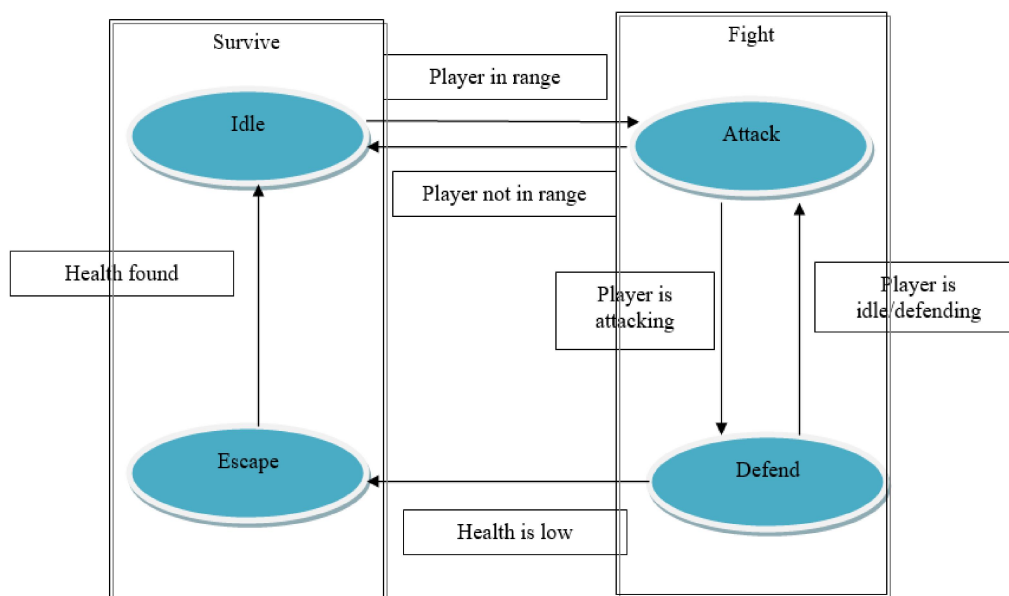 Survive
Fight
Player in range
Idle
Attack
Player not in range
Health found
Player is
attacking
Player is
idle/defending
Escape
Defend
Health is low